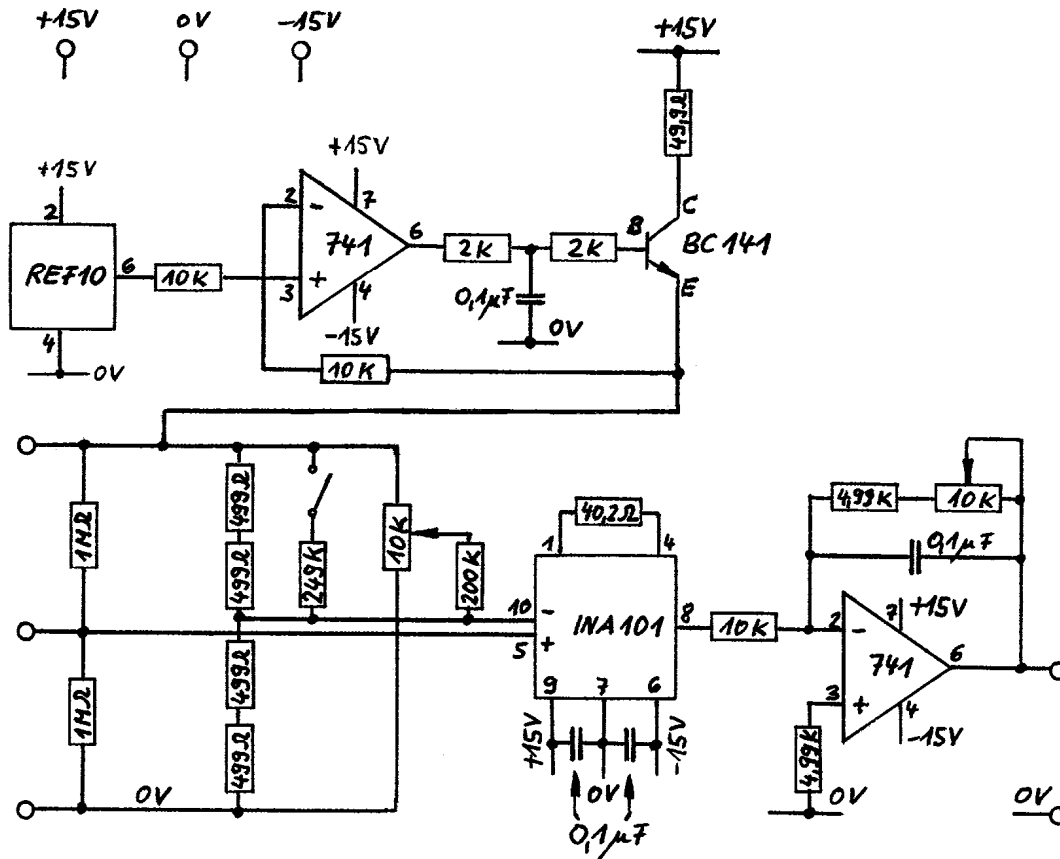 +15V 0V -15V
+15V
49,9Ω
+15V
2
REF10
6
10K
4
0V
+15V
2
-
7
741
6
3
+
4
-15V
10K
2K
2K
0,1µF
0V
B
C
BC141
E
1MΩ
1MΩ
499Ω
499Ω
499Ω
499Ω
249K
10K
200K
0V
40,2Ω
1
4
10
-
5
+
INA101
8
9
7
6
+15V
0V
-15V
0,1µF
10K
4,99K
10K
0,1µF
2
-
7
+15V
741
6
3
+
4
-15V
4,99K
0V
0V